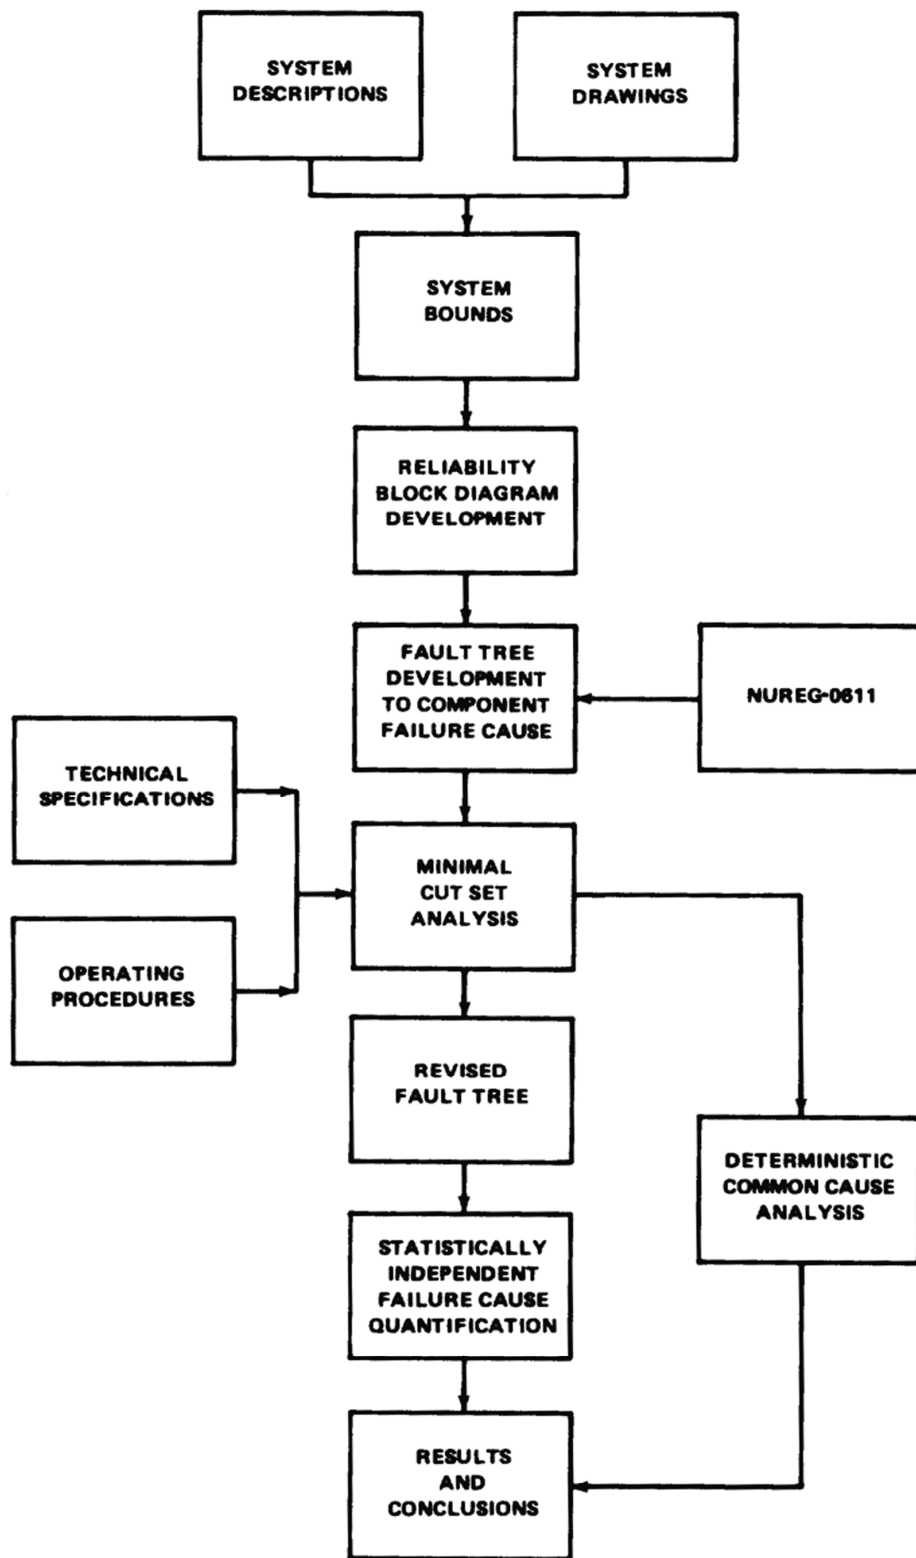 SYSTEM
DESCRIPTIONS
SYSTEM
DRAWINGS
SYSTEM
BOUNDS
RELIABILITY
BLOCK DIAGRAM
DEVELOPMENT
FAULT TREE
DEVELOPMENT
TO COMPONENT
FAILURE CAUSE
NUREG-0611
TECHNICAL
SPECIFICATIONS
MINIMAL
CUT SET
ANALYSIS
OPERATING
PROCEDURES
REVISED
FAULT TREE
DETERMINISTIC
COMMON CAUSE
ANALYSIS
STATISTICALLY
INDEPENDENT
FAILURE CAUSE
QUANTIFICATION
RESULTS
AND
CONCLUSIONS